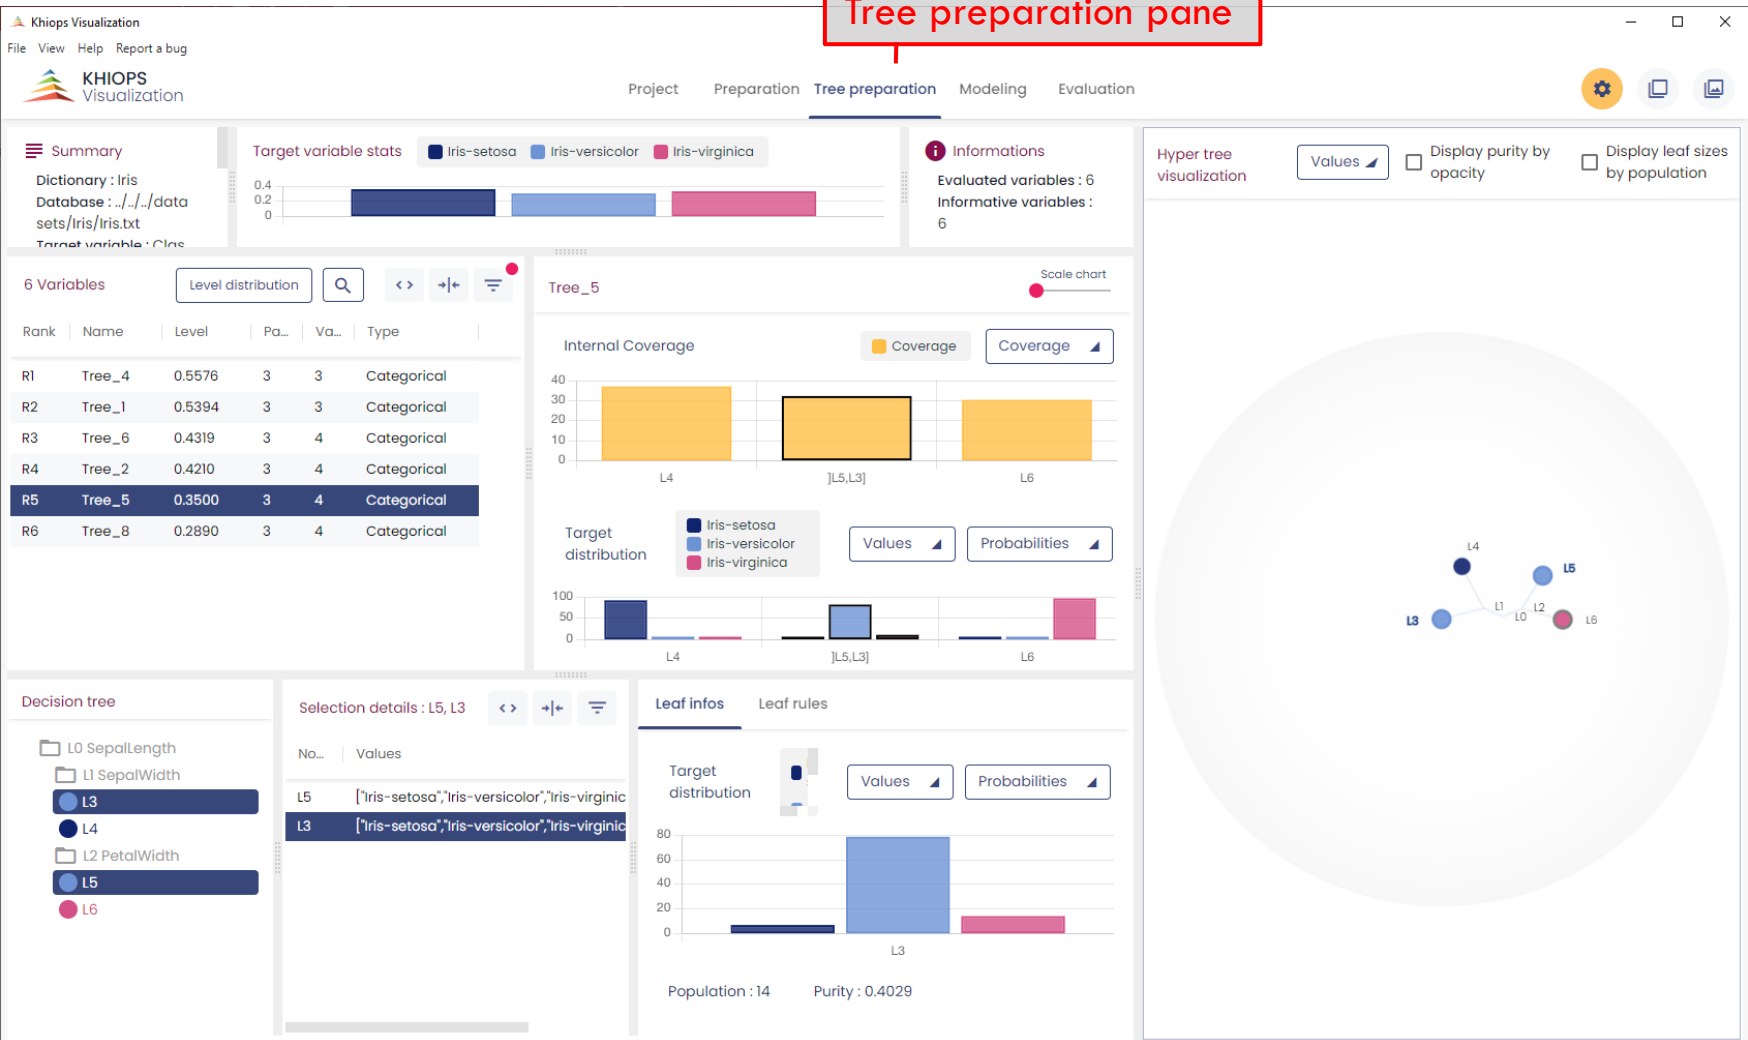 Tree preparation pane
Khiops Visualization
File View Help Report a bug
KHIOPS
Visualization
Project Preparation Tree preparation Modeling Evaluation
Summary
Dictionary : Iris
Database : ../../../data
sets/Iris/Iris.txt
Target variable : Clas
Target variable stats Iris-setosa Iris-versicolor Iris-virginica
0.4
0.2
0
Informations
Evaluated variables : 6
Informative variables :
6
Hyper tree
visualization
Values
Display purity by
opacity
Display leaf sizes
by population
6 Variables Level distribution
Rank Name Level Pa... Va... Type
R1 Tree_4 0.5576 3 3 Categorical
R2 Tree_1 0.5394 3 3 Categorical
R3 Tree_6 0.4319 3 4 Categorical
R4 Tree_2 0.4210 3 4 Categorical
R5 Tree_5 0.3500 3 4 Categorical
R6 Tree_8 0.2890 3 4 Categorical
Tree_5
Scale chart
Internal Coverage Coverage Coverage
40
30
20
10
0
L4 ]L5,L3] L6
Target
distribution
Iris-setosa
Iris-versicolor
Iris-virginica
Values Probabilities
100
50
0
L4 ]L5,L3] L6
L4
L5
L3
L1
L0
L2
L6
Decision tree
L0 SepalLength
L1 SepalWidth
L3
L4
L2 PetalWidth
L5
L6
Selection details : L5, L3
No... Values
L5 ["Iris-setosa","Iris-versicolor","Iris-virginic
L3 ["Iris-setosa","Iris-versicolor","Iris-virginic
Leaf infos Leaf rules
Target
distribution
Values Probabilities
80
60
40
20
0
L3
Population : 14 Purity : 0.4029